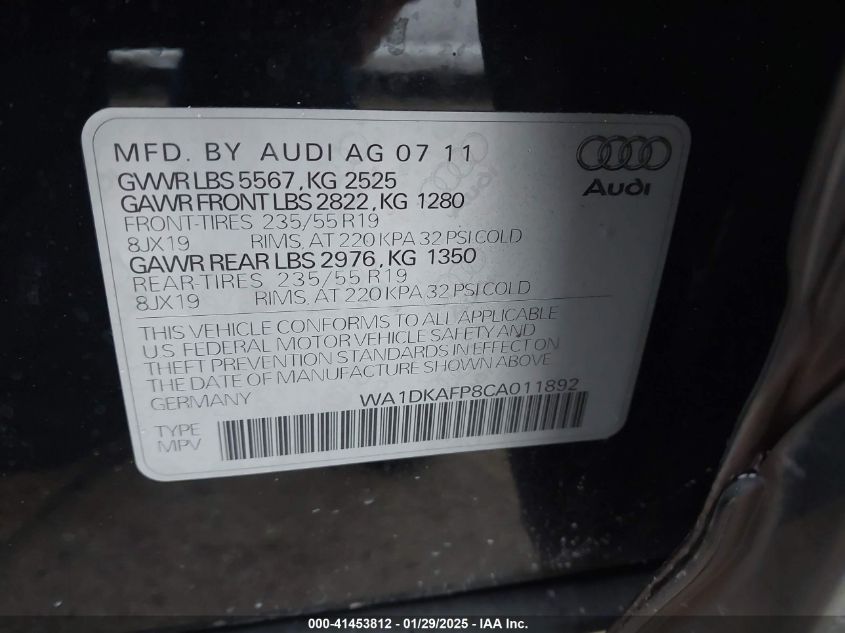 MFD. BY AUDI AG 07 11
GVWR LBS 5567, KG 2525
GAWR FRONT LBS 2822, KG 1280
FRONT-TIRES 235/55 R19
8JX19 RIMS, AT 220 KPA 32 PSI COLD
GAWR REAR LBS 2976, KG 1350
REAR-TIRES 235/55 R19
8JX19 RIMS, AT 220 KPA 32 PSI COLD
THIS VEHICLE CONFORMS TO ALL APPLICABLE
U.S. FEDERAL MOTOR VEHICLE SAFETY AND
THEFT PREVENTION STANDARDS IN EFFECT ON
THE DATE OF MANUFACTURE SHOWN ABOVE.
GERMANY WA1DKAFP8CA011892
TYPE
MPV
Audi
000-41453812 - 01/29/2025 - IAA Inc.